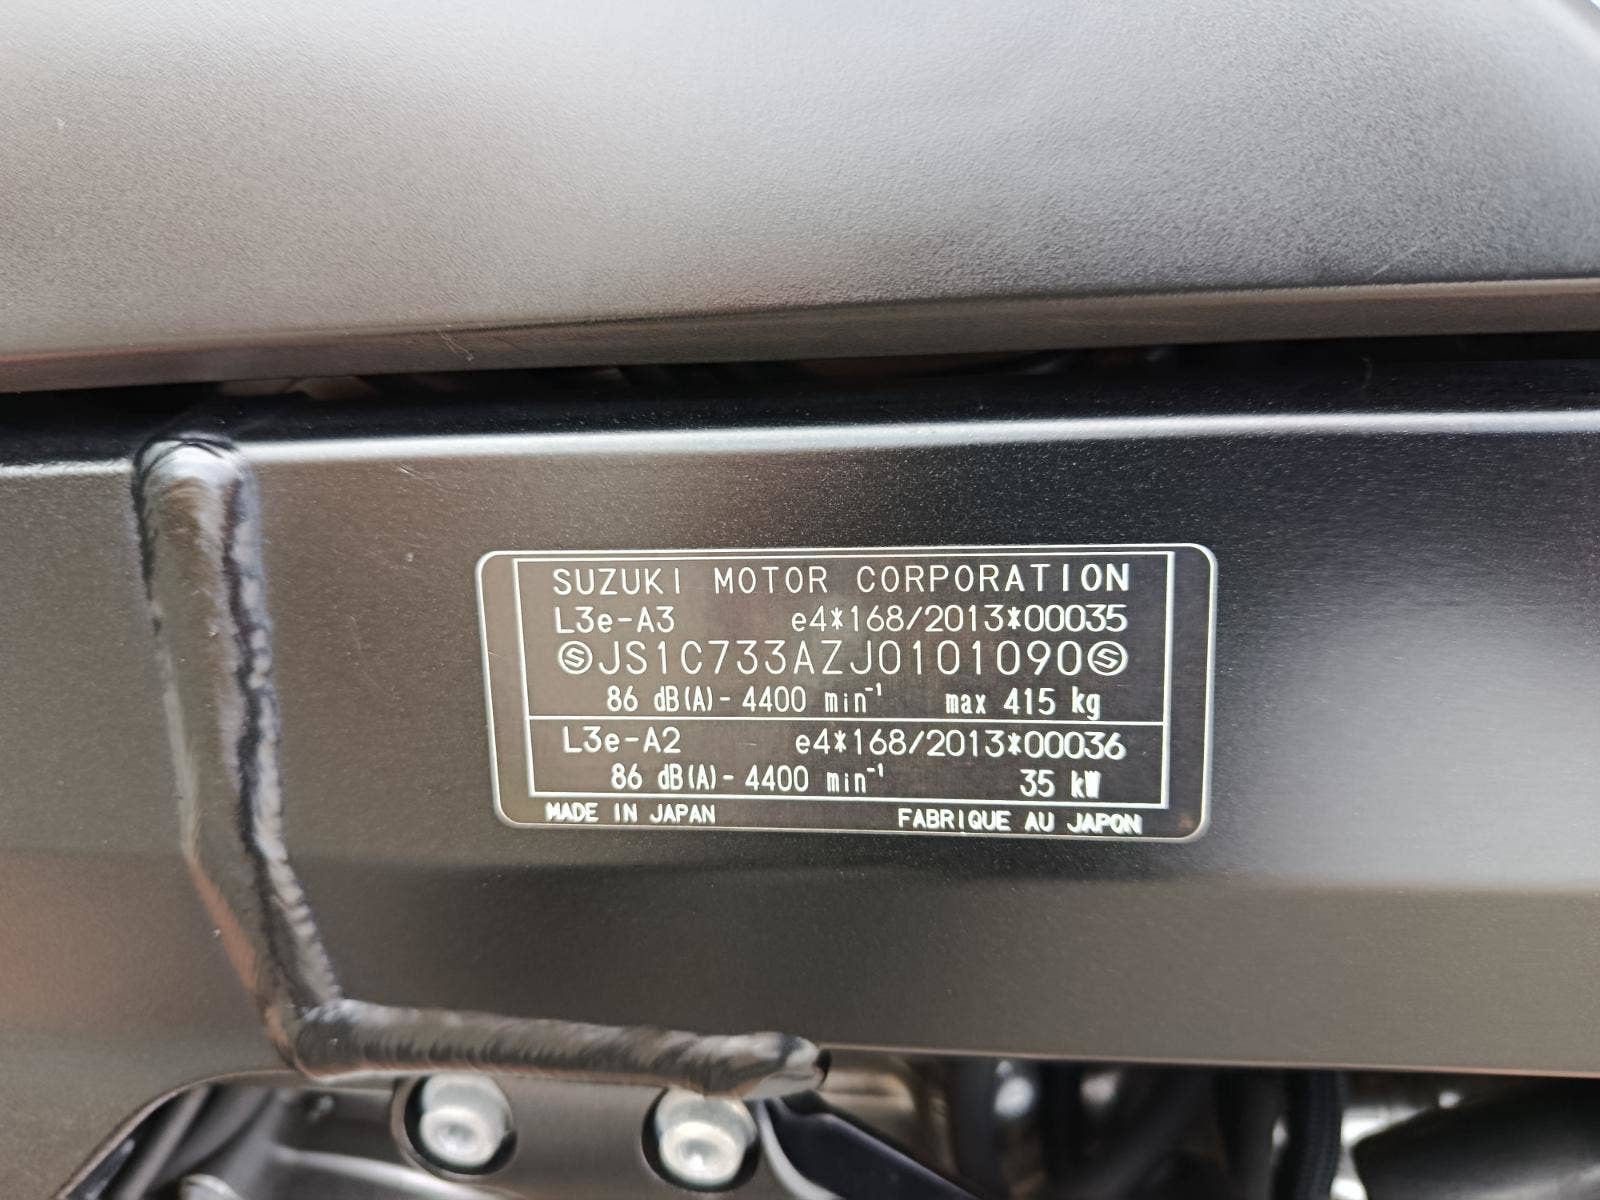 SUZUKI MOTOR CORPORATION
L3e-A3 e4*168/2013*00035
ⓈJS1C733AZJ0101090Ⓢ
86 dB(A)- 4400 min⁻¹ max 415 kg
L3e-A2 e4*168/2013*00036
86 dB(A)- 4400 min⁻¹ 35 kW
MADE IN JAPAN FABRIQUE AU JAPON